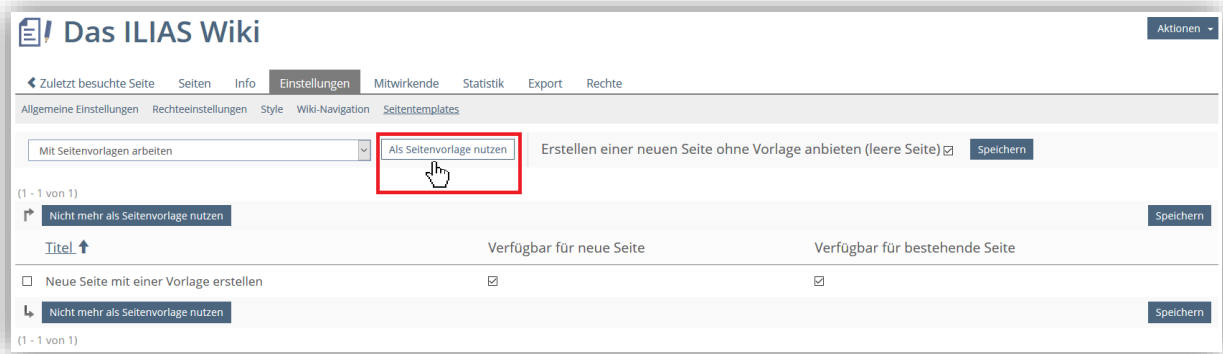 Das ILIAS Wiki
Aktionen
Zuletzt besuchte Seite Seiten Info Einstellungen Mitwirkende Statistik Export Rechte
Allgemeine Einstellungen Rechteeinstellungen Style Wiki-Navigation Seitentemplates
Mit Seitenvorlagen arbeiten Als Seitenvorlage nutzen Erstellen einer neuen Seite ohne Vorlage anbieten (leere Seite) Speichern
(1 - 1 von 1)
Nicht mehr als Seitenvorlage nutzen Speichern
Titel Verfügbar für neue Seite Verfügbar für bestehende Seite
Neue Seite mit einer Vorlage erstellen
Nicht mehr als Seitenvorlage nutzen Speichern
(1 - 1 von 1)